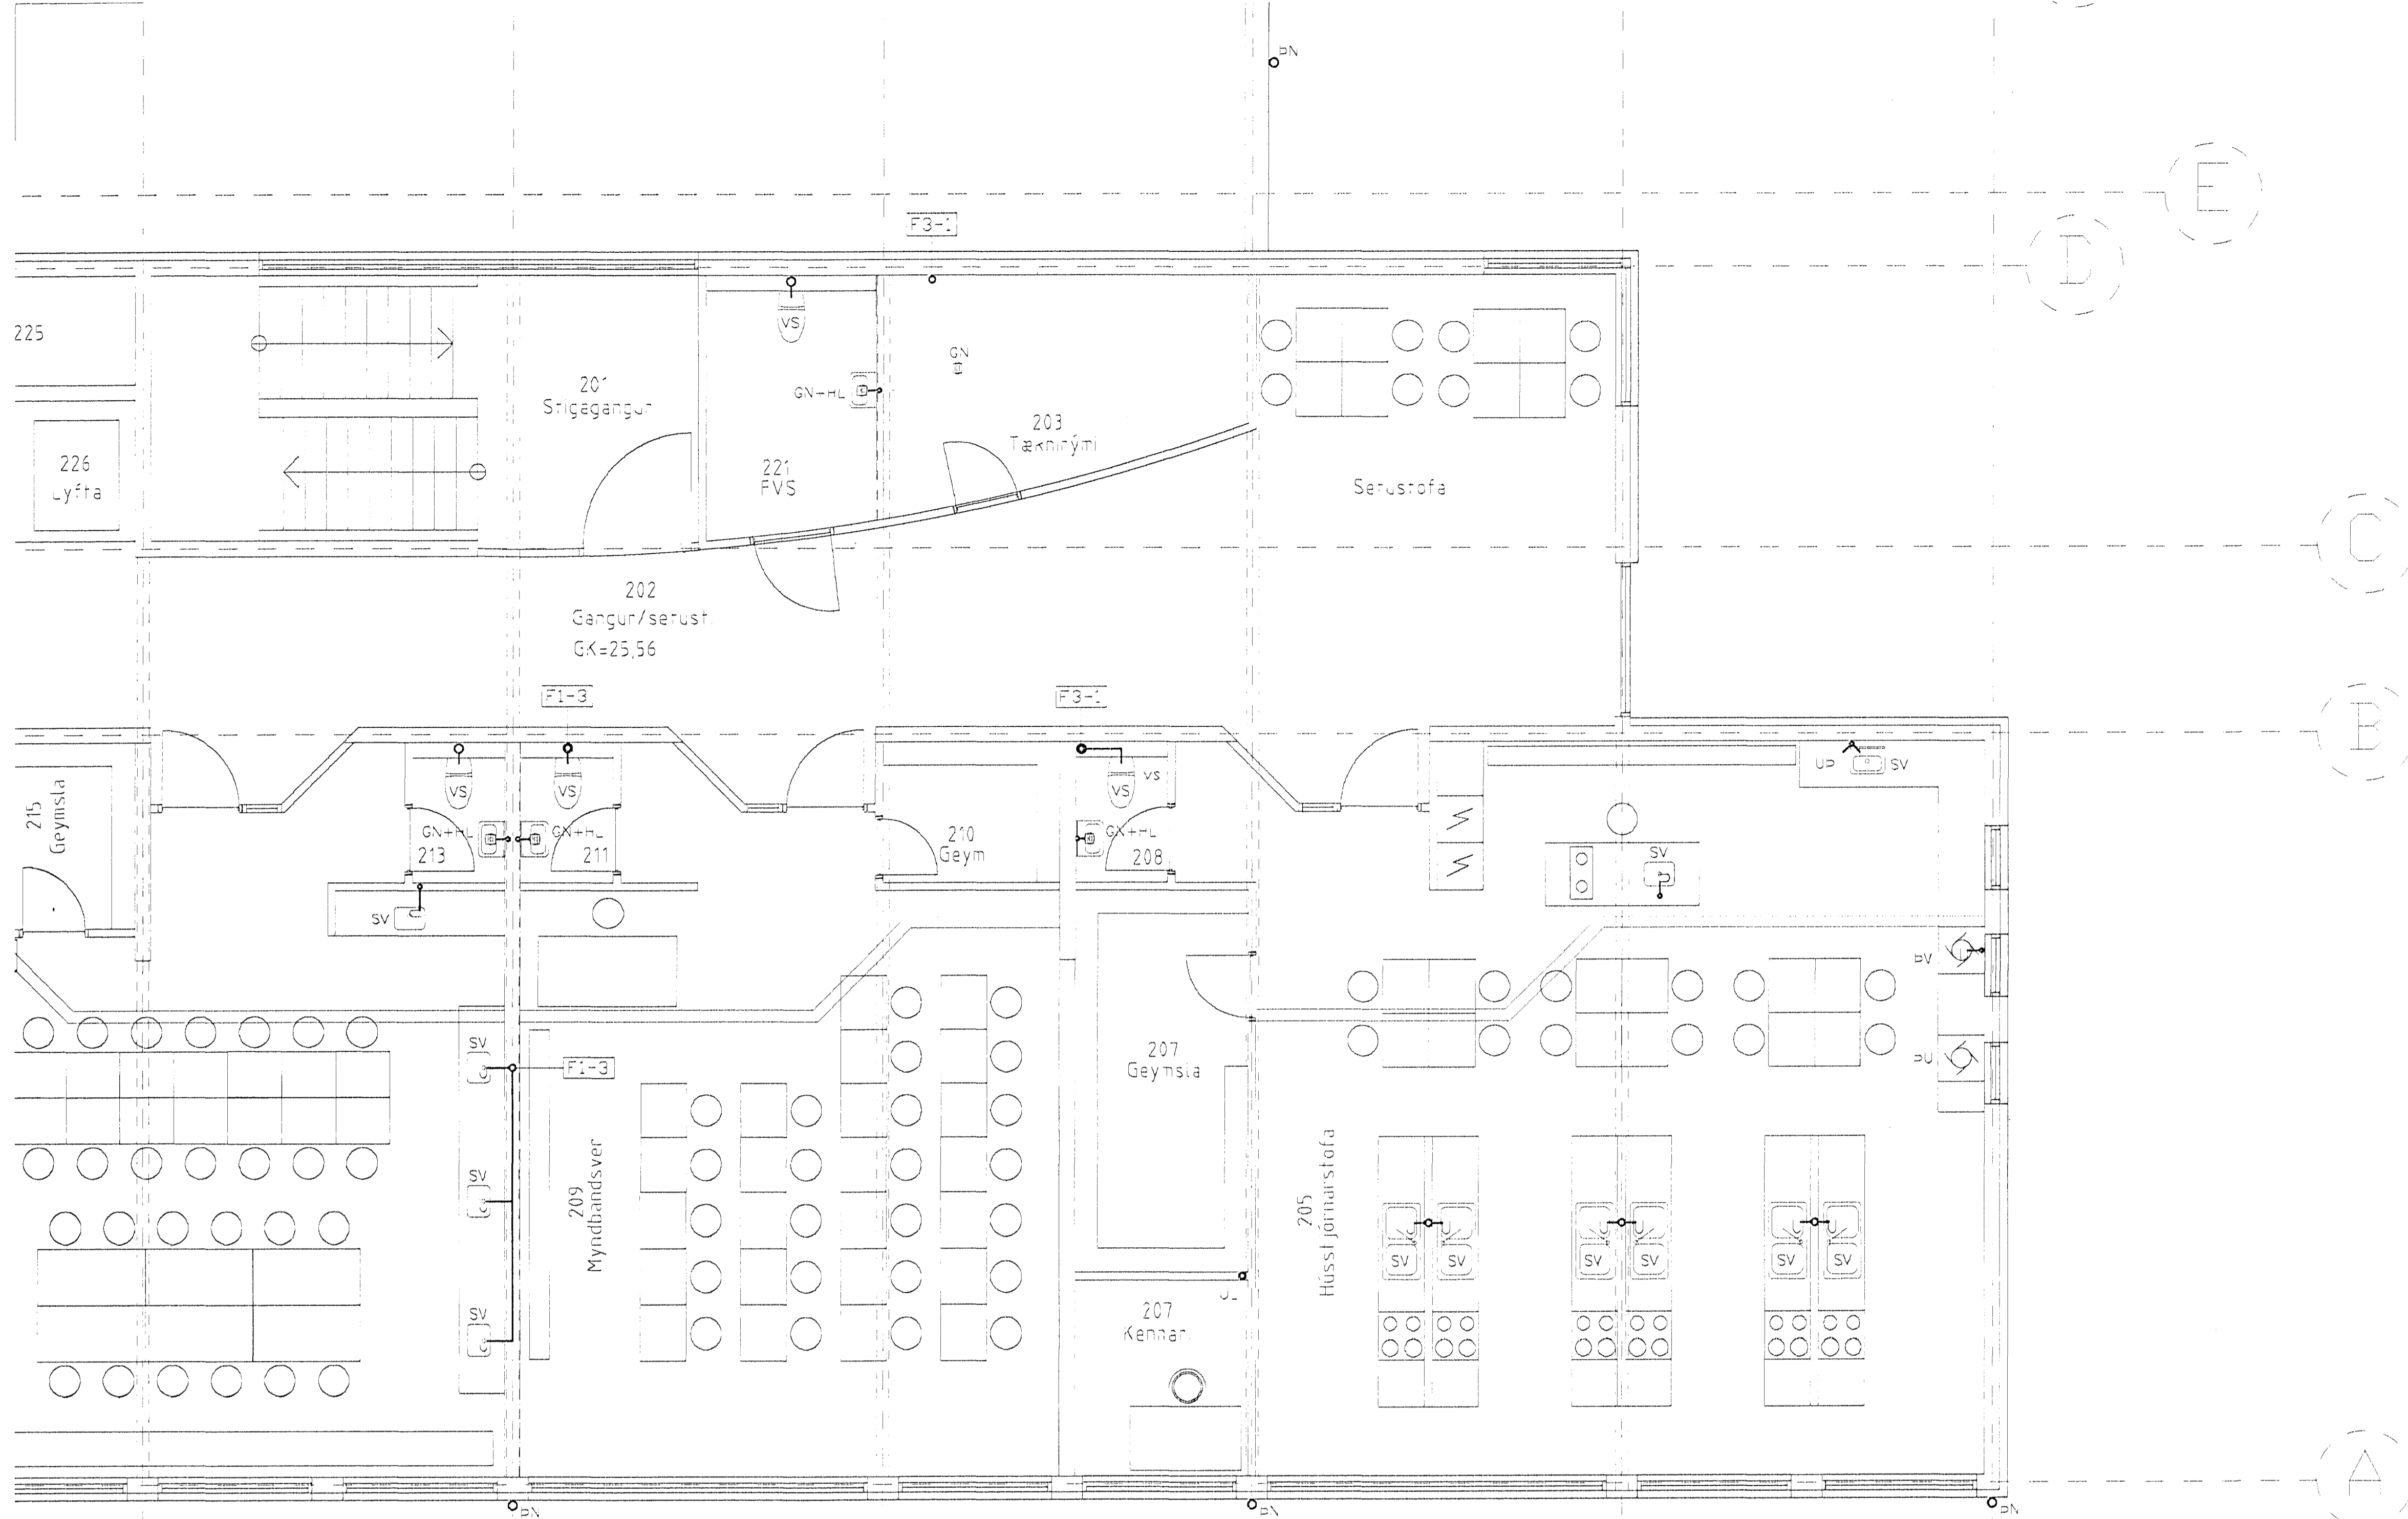 ÞN
E
F3-1
D
VS
225
GN
201
Stigagangur
GN+HL
203
Tæknirými
226
Lyfta
221
FVS
Setustofa
C
202
Gangur/setust.
GK=25,56
F1-3
F3-1
B
215
Geymsla
VS
VS
VS
VS
UÞ
SV
GN+HL
GN+HL
GN+HL
213
211
210
Geym
208
SV
SV
ÞV
SV
F1-3
207
Geymsla
ÞU
SV
209
Myndbandsver
205
Hússtjórnarstofa
SV
SV
SV
SV
SV
SV
SV
207
Kennar
A
ÞN
ÞN
ÞN